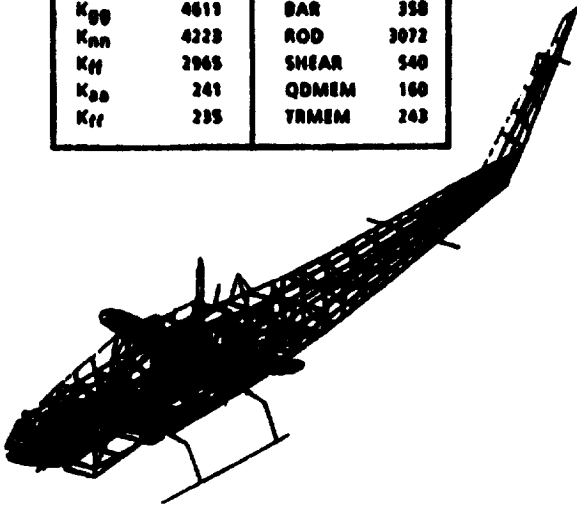 Kgg 4611 BAR 358
Knn 4223 ROD 3072
Kff 2965 SHEAR 540
Kaa 241 QDMEM 160
Krr 235 TRMEM 243